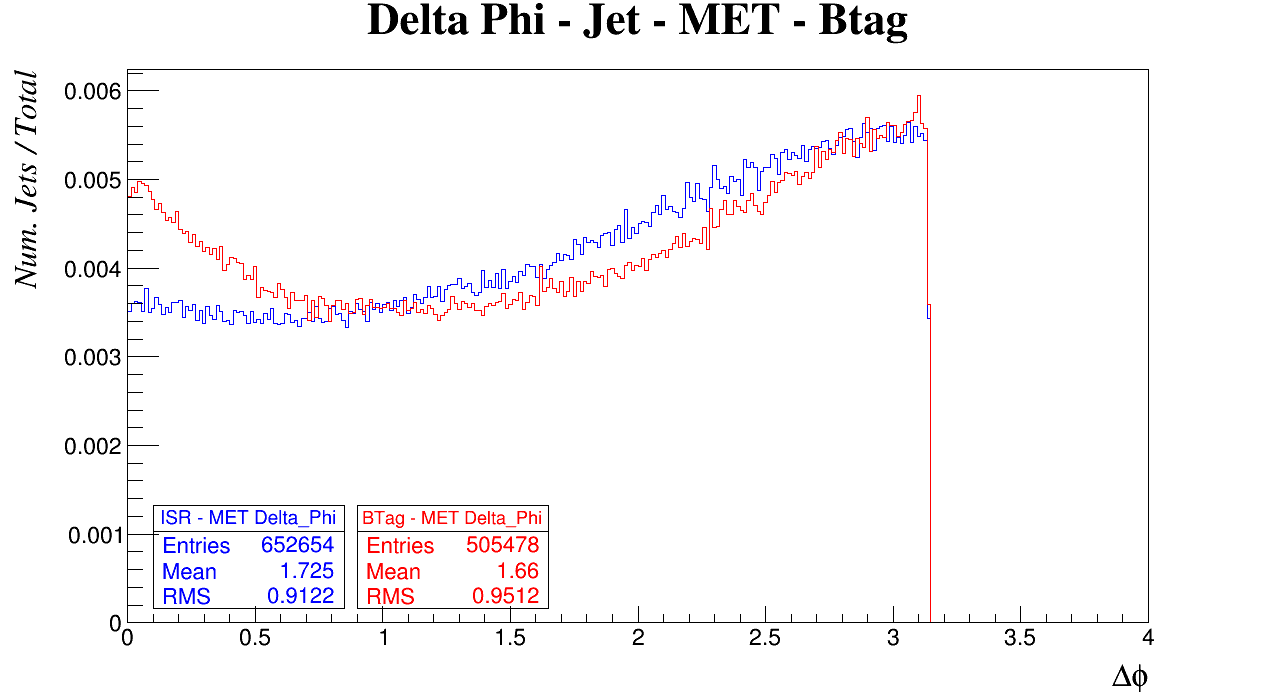 Delta Phi - Jet - MET - Btag
Num. Jets / Total
0.006
0.005
0.004
0.003
0.002
0.001
0
ISR - MET Delta_Phi
Entries 652654
Mean 1.725
RMS 0.9122
BTag - MET Delta_Phi
Entries 505478
Mean 1.66
RMS 0.9512
0 0.5 1 1.5 2 2.5 3 3.5 4
Δϕ